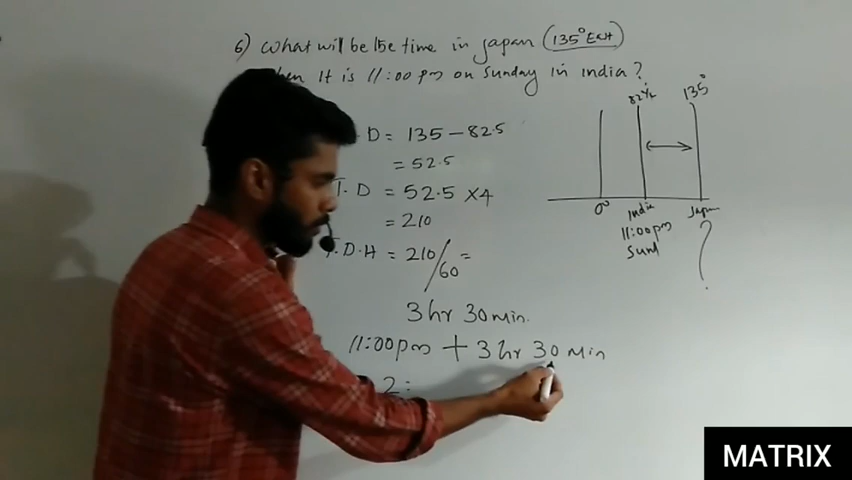 6) What will be the time in japan (135° East)
when it is 11:00 pm on Sunday in india?
D = 135 - 82.5
= 52.5
T.D = 52.5 ×4
= 210
T.D.H = 210/60 =
3 hr 30 min.
11:00pm + 3 hr 30 Min
2:
82½ 135°
0° India Japan
11:00pm ?
Sund
MATRIX